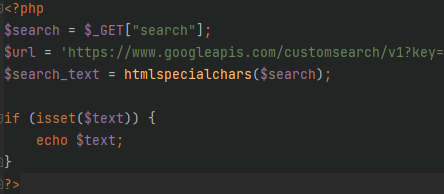 <?php
$search = $_GET["search"];
$url = 'https://www.googleapis.com/customsearch/v1?key=
$search_text = htmlspecialchars($search);
if (isset($text)) {
echo $text;
}
?>